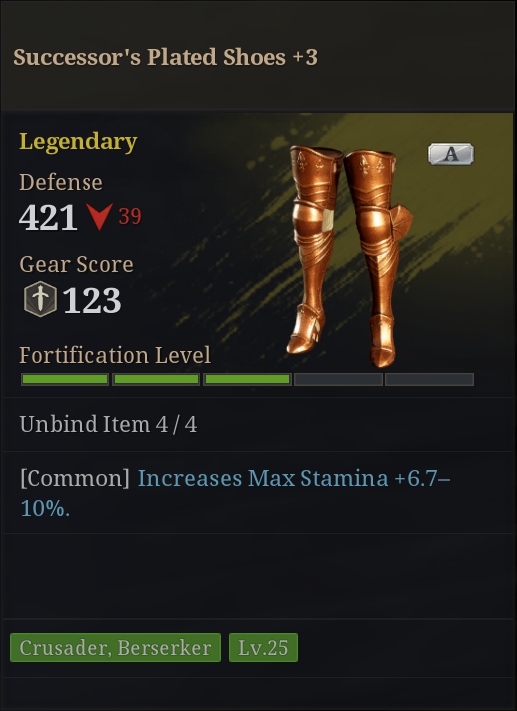 Successor's Plated Shoes +3
Legendary
A
Defense
421 39
Gear Score
123
Fortification Level
Unbind Item 4 / 4
[Common] Increases Max Stamina +6.7–
10%.
Crusader, Berserker Lv.25